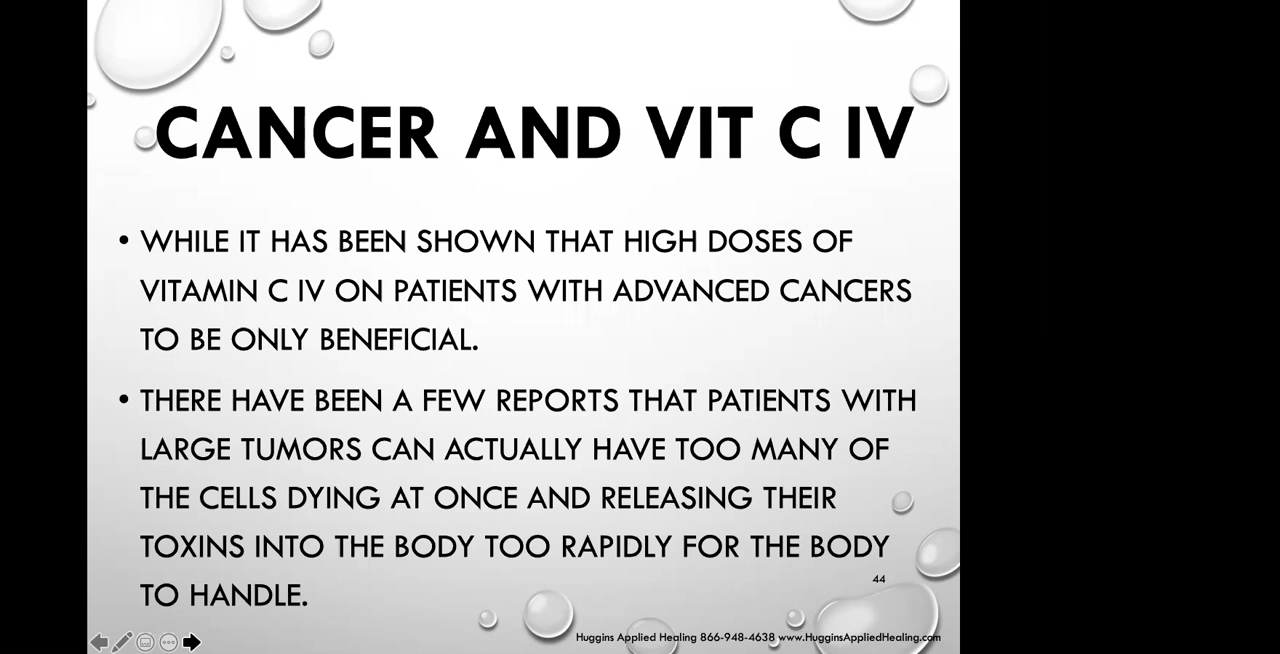 CANCER AND VIT C IV
• WHILE IT HAS BEEN SHOWN THAT HIGH DOSES OF
VITAMIN C IV ON PATIENTS WITH ADVANCED CANCERS
TO BE ONLY BENEFICIAL.
• THERE HAVE BEEN A FEW REPORTS THAT PATIENTS WITH
LARGE TUMORS CAN ACTUALLY HAVE TOO MANY OF
THE CELLS DYING AT ONCE AND RELEASING THEIR
TOXINS INTO THE BODY TOO RAPIDLY FOR THE BODY
TO HANDLE.
44
Huggins Applied Healing 866-948-4638 www.HugginsAppliedHealing.com